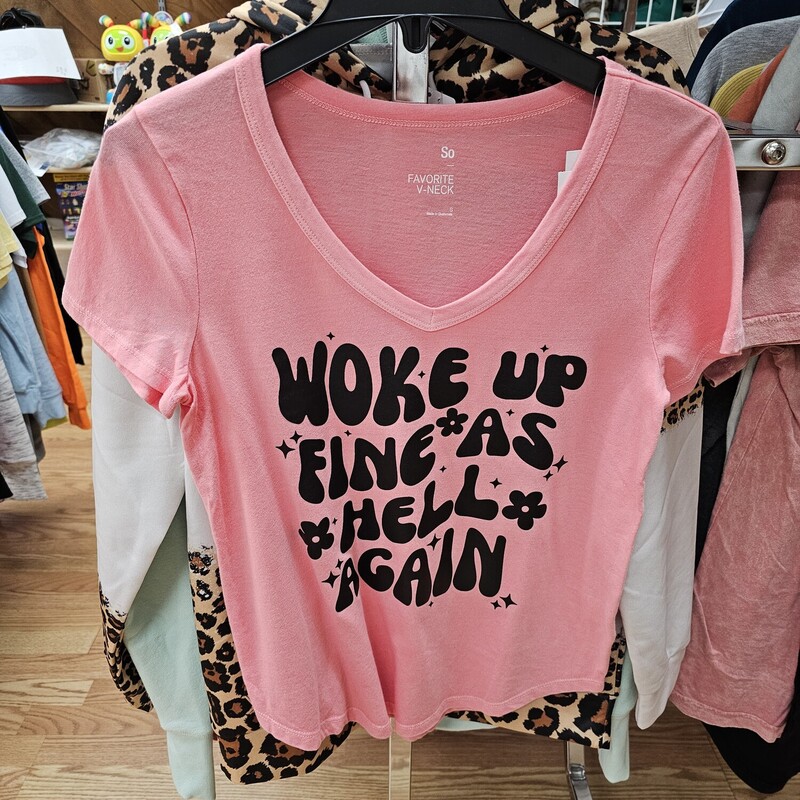 So
FAVORITE
V-NECK
S
WOKE UP
FINE AS
HELL
AGAIN